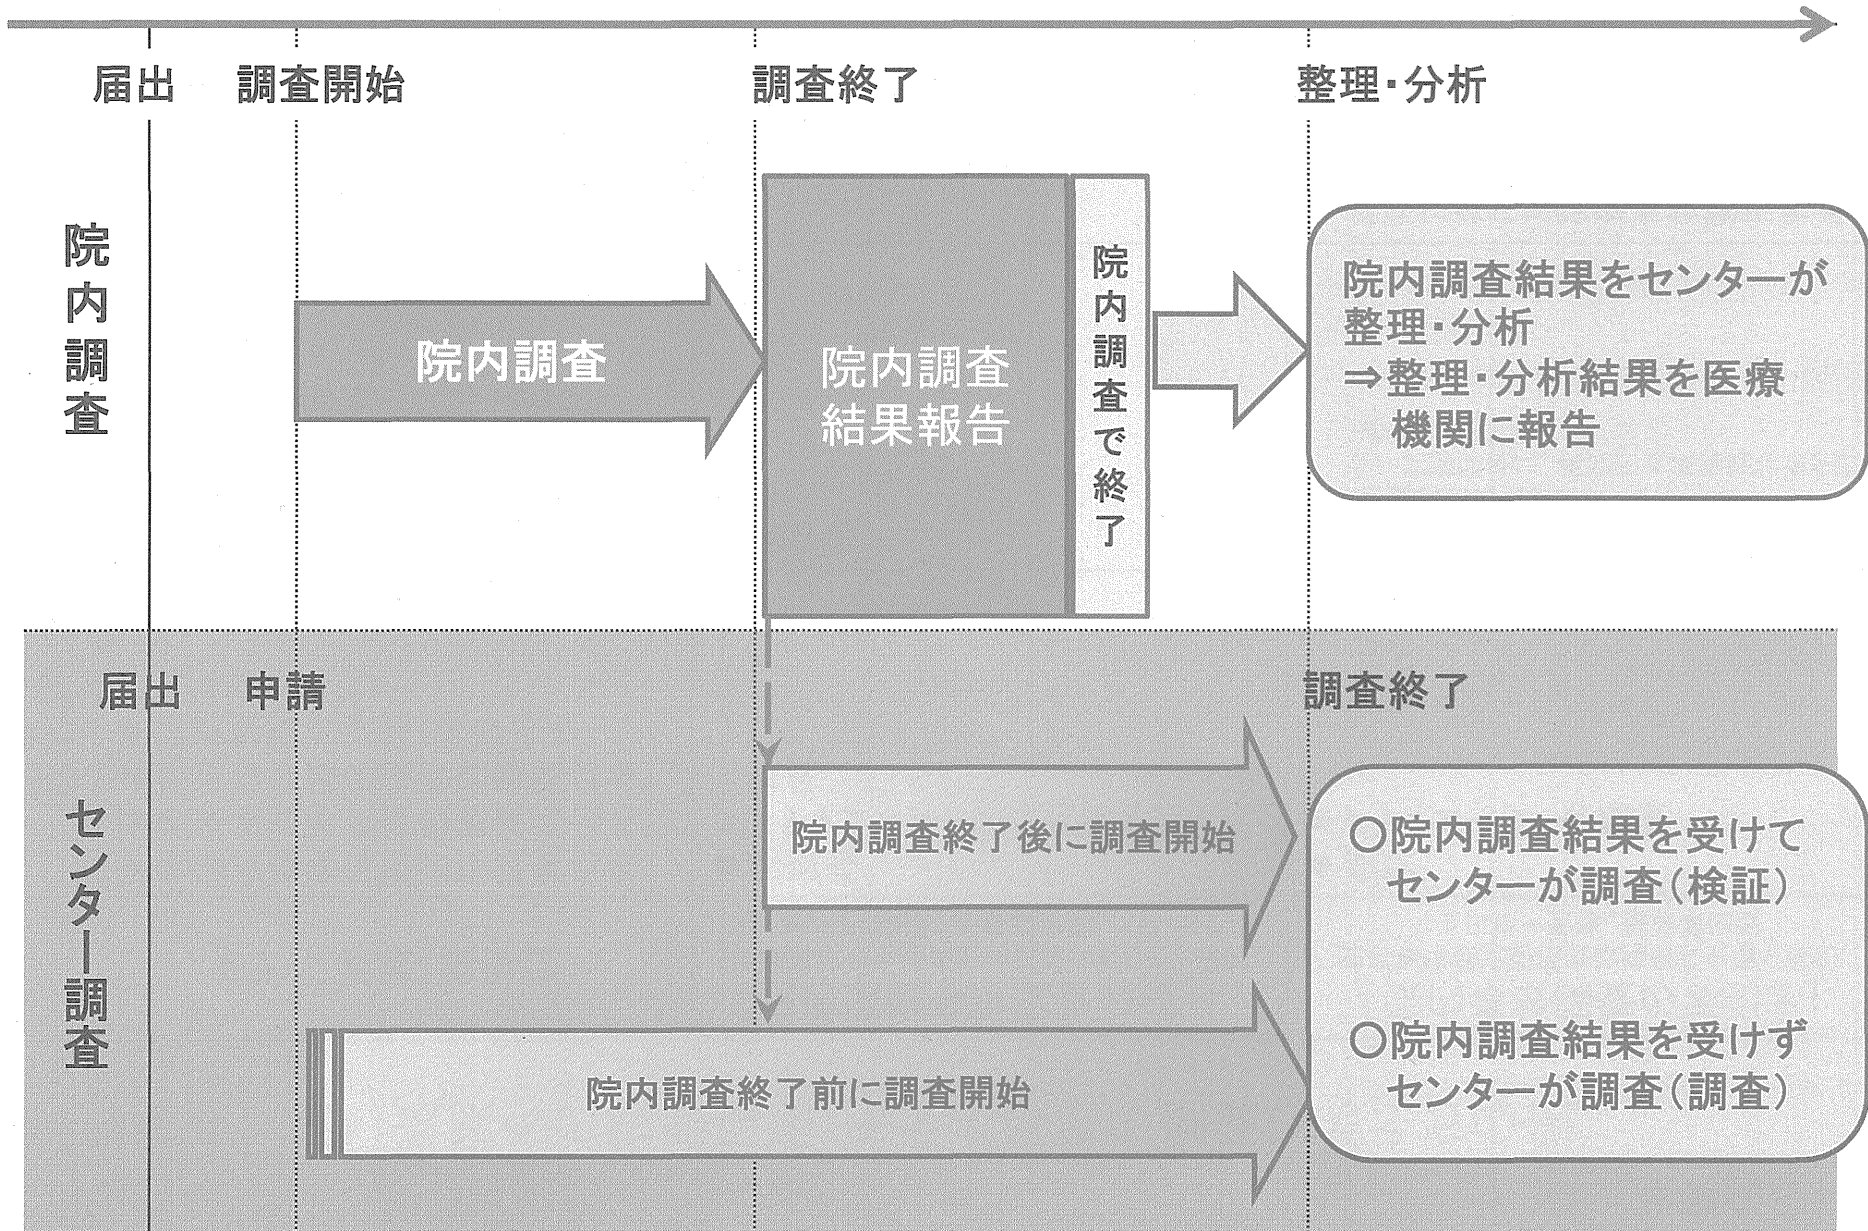 届出
調査開始
調査終了
整理・分析
院内調査
院内調査
院内調査
結果報告
院内調査で終了
院内調査結果をセンターが
整理・分析
⇒整理・分析結果を医療
機関に報告
届出
申請
調査終了
センター調査
院内調査終了後に調査開始
〇院内調査結果を受けて
センターが調査（検証）
院内調査終了前に調査開始
〇院内調査結果を受けず
センターが調査（調査）